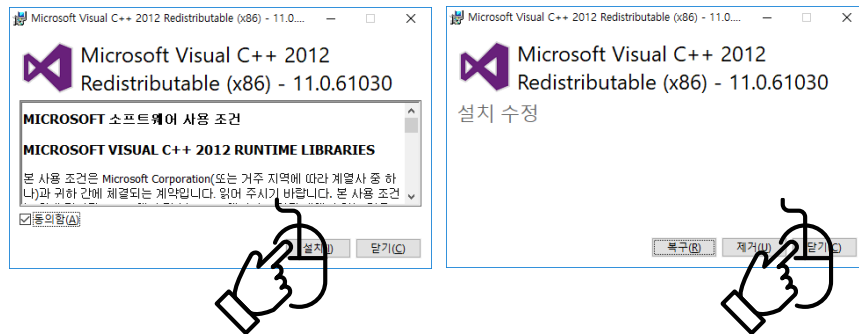 Microsoft Visual C++ 2012 Redistributable (x86) - 11.0....
Microsoft Visual C++ 2012
Redistributable (x86) - 11.0.61030
MICROSOFT 소프트웨어 사용 조건
MICROSOFT VISUAL C++ 2012 RUNTIME LIBRARIES
본 사용 조건은 Microsoft Corporation(또는 거주 지역에 따라 계열사 중 하
나)과 귀하 간에 체결되는 계약입니다. 읽어 주시기 바랍니다. 본 사용 조건
동의함(A)
설치(I) 닫기(C)
Microsoft Visual C++ 2012 Redistributable (x86) - 11.0....
Microsoft Visual C++ 2012
Redistributable (x86) - 11.0.61030
설치 수정
복구(R) 제거(U) 닫기(C)